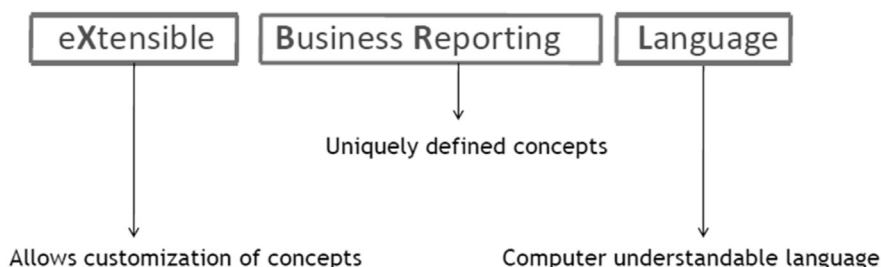 eXtensible Business Reporting Language
Uniquely defined concepts
Allows customization of concepts
Computer understandable language